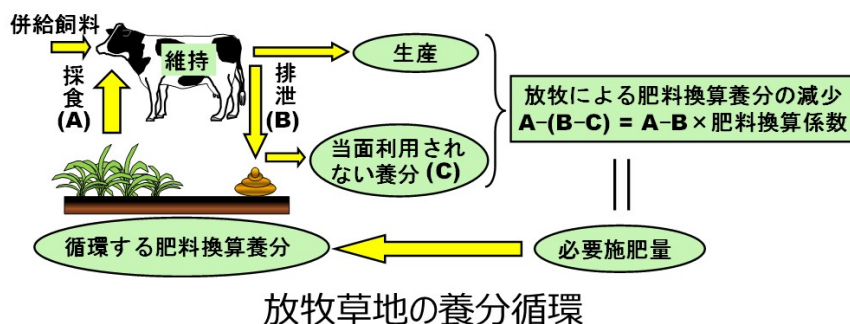 併給飼料
維持
生産
採食
(A)
排泄
(B)
当面利用され
ない養分 (C)
放牧による肥料換算養分の減少
A−(B−C) = A−B×肥料換算係数
循環する肥料換算養分
必要施肥量
放牧草地の養分循環